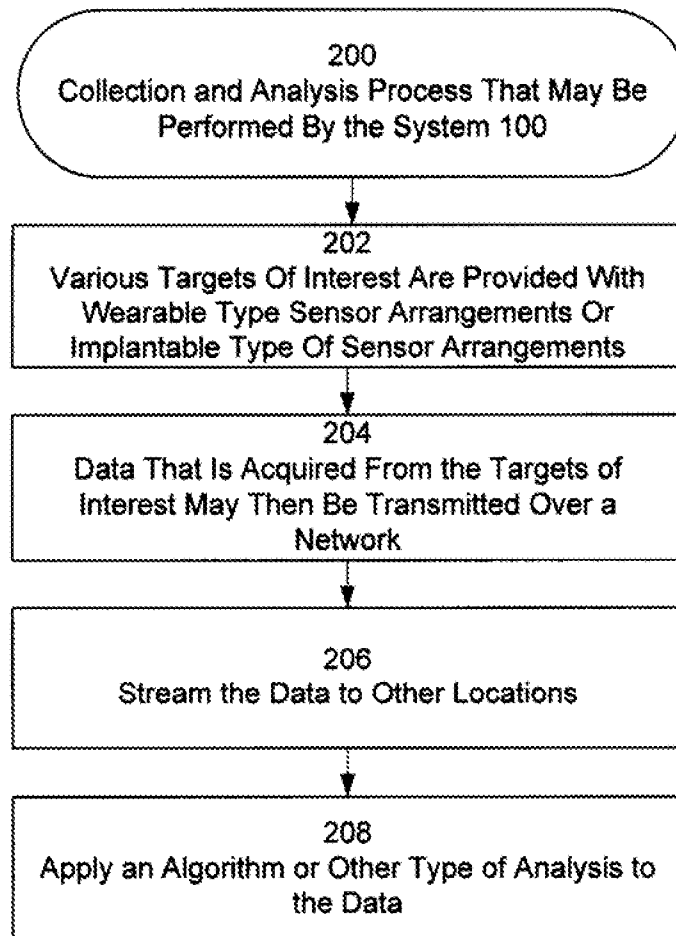 200
Collection and Analysis Process That May Be
Performed By the System 100
202
Various Targets Of Interest Are Provided With
Wearable Type Sensor Arrangements Or
Implantable Type Of Sensor Arrangements
204
Data That Is Acquired From the Targets of
Interest May Then Be Transmitted Over a
Network
206
Stream the Data to Other Locations
208
Apply an Algorithm or Other Type of Analysis to
the Data